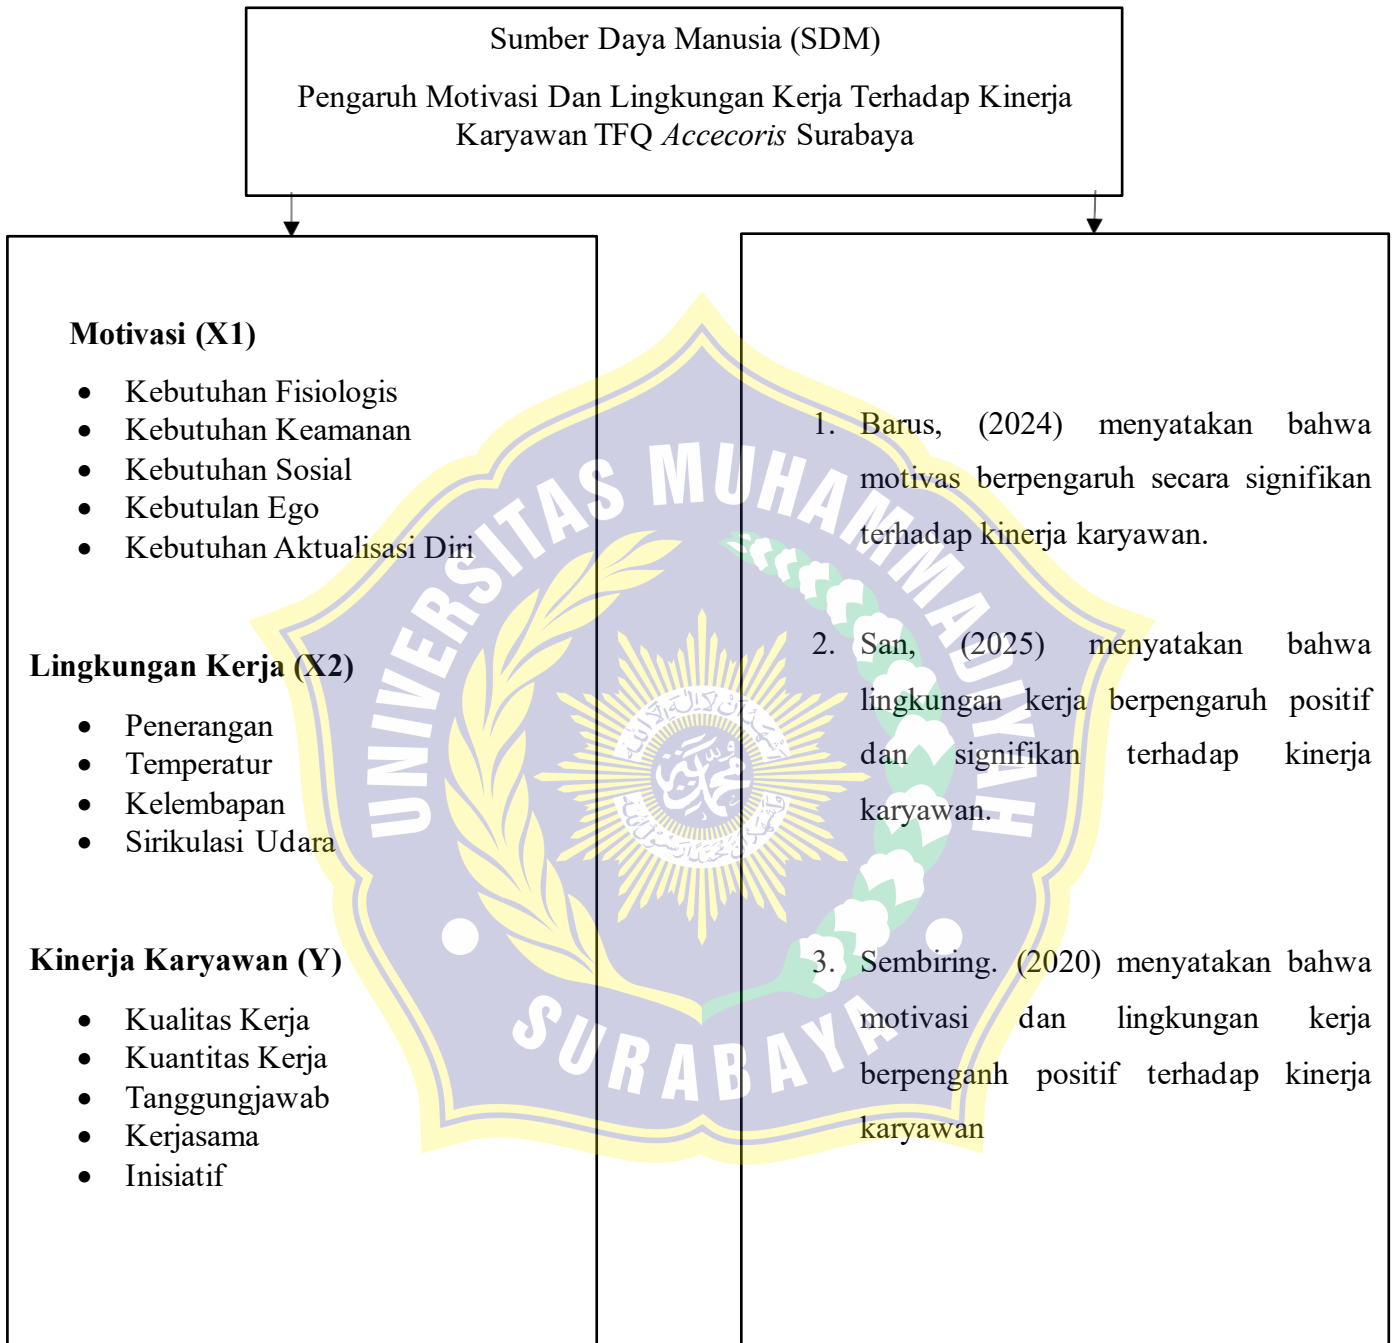 Sumber Daya Manusia (SDM)
Pengaruh Motivasi Dan Lingkungan Kerja Terhadap Kinerja
Karyawan TFQ Accecoris Surabaya
Motivasi (X1)
• Kebutuhan Fisiologis
• Kebutuhan Keamanan
• Kebutuhan Sosial
• Kebutulan Ego
• Kebutuhan Aktualisasi Diri
Lingkungan Kerja (X2)
• Penerangan
• Temperatur
• Kelembapan
• Sirikulasi Udara
Kinerja Karyawan (Y)
• Kualitas Kerja
• Kuantitas Kerja
• Tanggungjawab
• Kerjasama
• Inisiatif
1. Barus, (2024) menyatakan bahwa
motivas berpengaruh secara signifikan
terhadap kinerja karyawan.
2. San, (2025) menyatakan bahwa
lingkungan kerja berpengaruh positif
dan signifikan terhadap kinerja
karyawan.
3. Sembiring. (2020) menyatakan bahwa
motivasi dan lingkungan kerja
berpenganh positif terhadap kinerja
karyawan
UNIVERSITAS MUHAMMADIYAH
SURABAYA